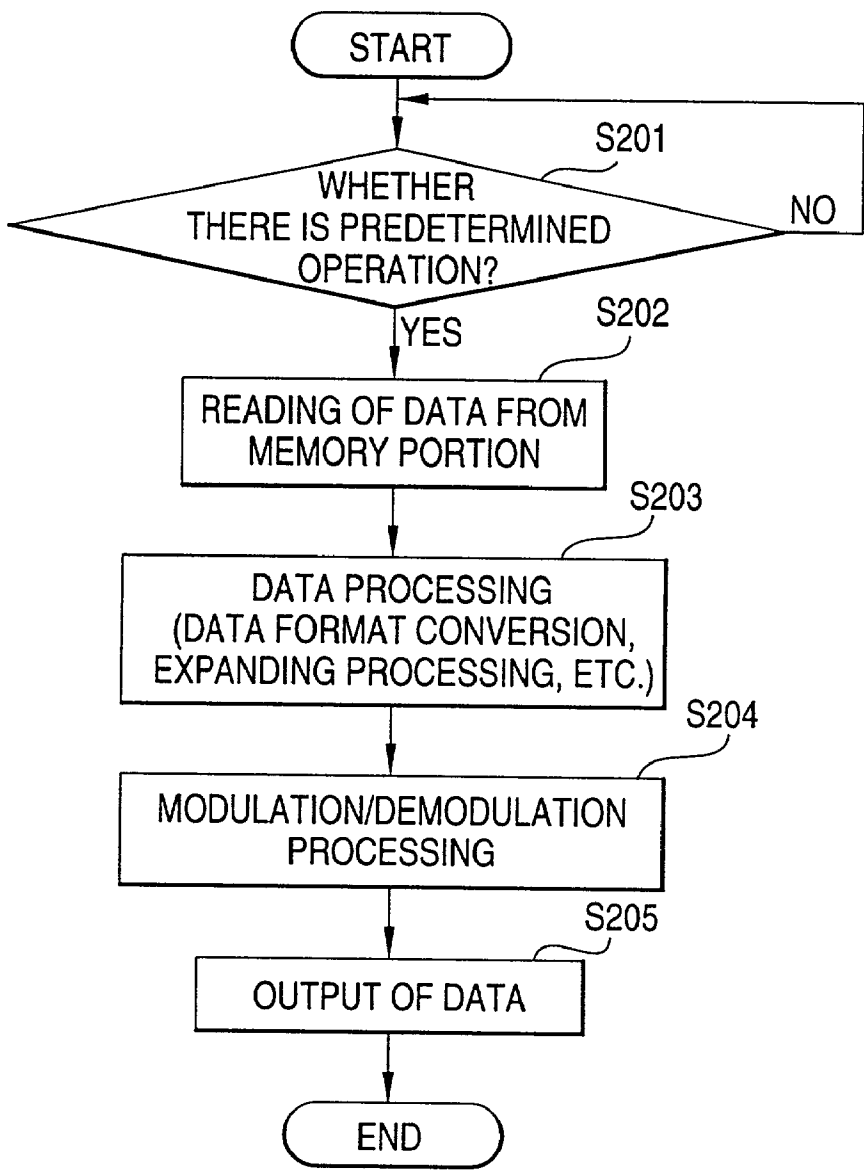 START
S201
WHETHER
THERE IS PREDETERMINED
OPERATION?
NO
YES
S202
READING OF DATA FROM
MEMORY PORTION
S203
DATA PROCESSING
(DATA FORMAT CONVERSION,
EXPANDING PROCESSING, ETC.)
S204
MODULATION/DEMODULATION
PROCESSING
S205
OUTPUT OF DATA
END